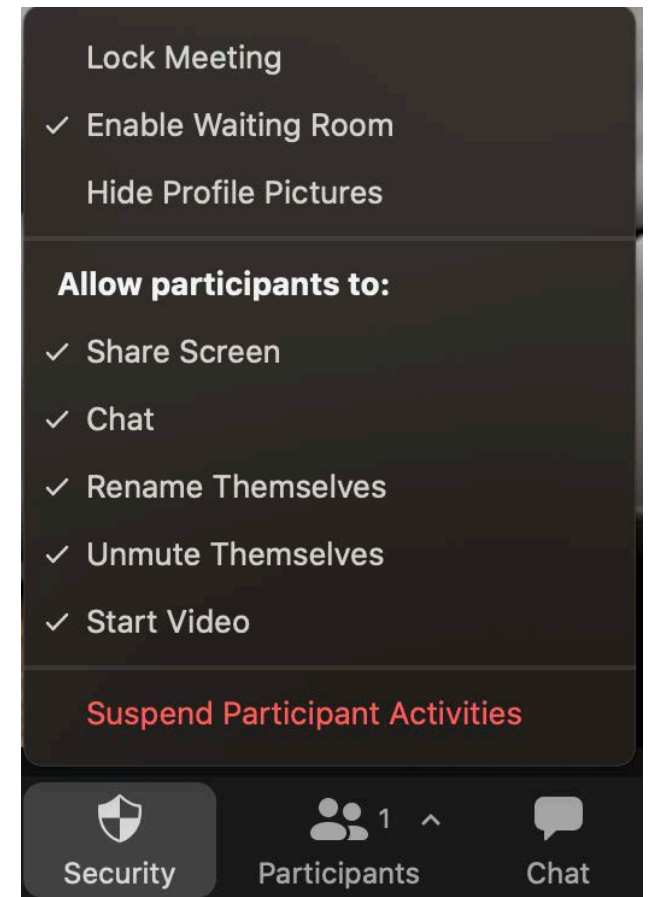 Lock Meeting
✓ Enable Waiting Room
Hide Profile Pictures
Allow participants to:
✓ Share Screen
✓ Chat
✓ Rename Themselves
✓ Unmute Themselves
✓ Start Video
Suspend Participant Activities
1
Security Participants Chat